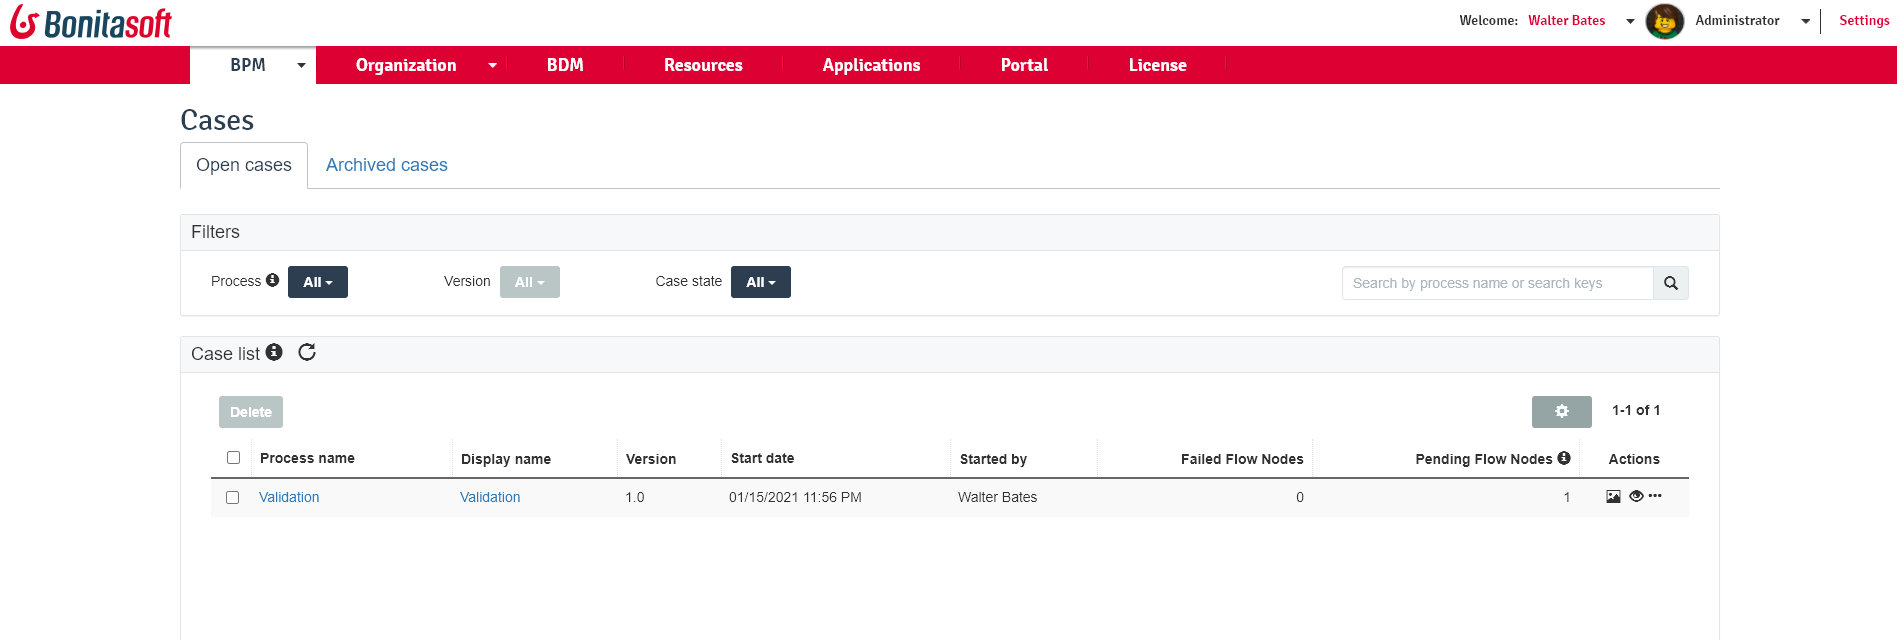 Bonitasoft
Welcome: Walter Bates Administrator Settings
BPM Organization BDM Resources Applications Portal License
Cases
Open cases Archived cases
Filters
Process All Version All Case state All Search by process name or search keys
Case list
Delete 1-1 of 1
Process name Display name Version Start date Started by Failed Flow Nodes Pending Flow Nodes Actions
Validation Validation 1.0 01/15/2021 11:56 PM Walter Bates 0 1